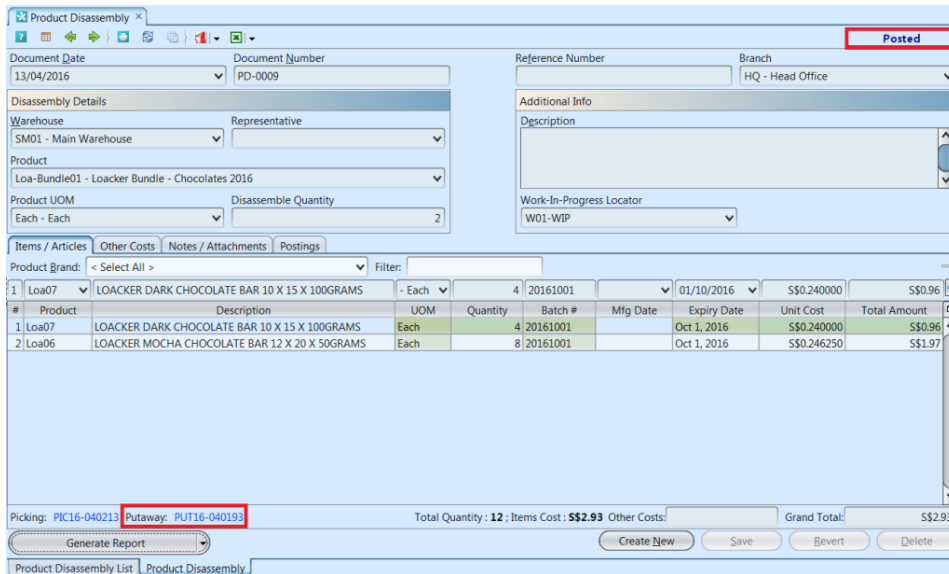 Product Disassembly
Posted
Document Date Document Number Reference Number Branch
13/04/2016 PD-0009 HQ - Head Office
Disassembly Details Additional Info
Warehouse Representative Description
SM01 - Main Warehouse
Product
Loa-Bundle01 - Loacker Bundle - Chocolates 2016
Product UOM Disassemble Quantity Work-In-Progress Locator
Each - Each 2 W01-WIP
Items / Articles Other Costs Notes / Attachments Postings
Product Brand: < Select All > Filter:
1 Loa07 LOACKER DARK CHOCOLATE BAR 10 X 15 X 100GRAMS - Each 4 20161001 01/10/2016 S$0.240000 S$0.96
# Product Description UOM Quantity Batch # Mfg Date Expiry Date Unit Cost Total Amount
1 Loa07 LOACKER DARK CHOCOLATE BAR 10 X 15 X 100GRAMS Each 4 20161001 Oct 1, 2016 S$0.240000 S$0.96
2 Loa06 LOACKER MOCHA CHOCOLATE BAR 12 X 20 X 50GRAMS Each 8 20161001 Oct 1, 2016 S$0.246250 S$1.97
Picking: PIC16-040213 Putaway: PUT16-040193 Total Quantity : 12 ; Items Cost : S$2.93 Other Costs: Grand Total: S$2.93
Generate Report Create New Save Revert Delete
Product Disassembly List Product Disassembly